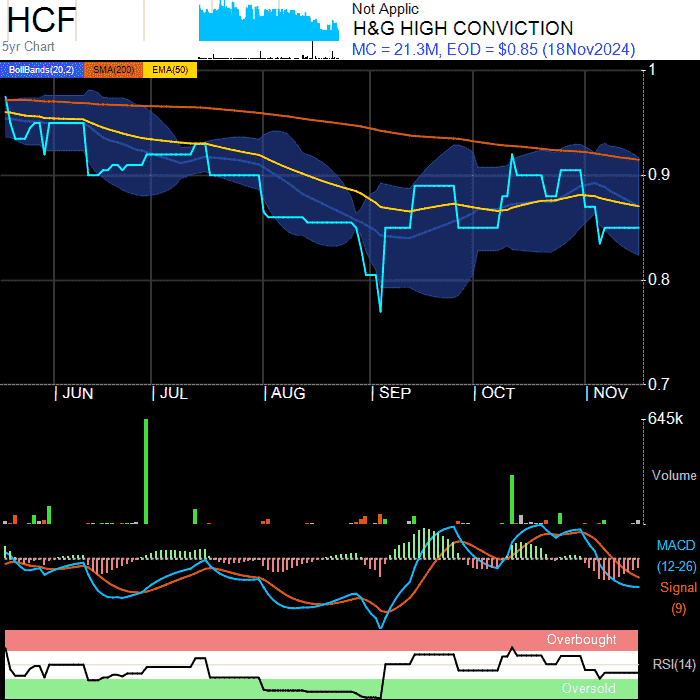 HCF
5yr Chart
Not Applic
H&G HIGH CONVICTION
MC = 21.3M, EOD = $0.85 (18Nov2024)
BollBands(20,2) SMA(200) EMA(50)
1
0.9
0.8
0.7
JUN JUL AUG SEP OCT NOV
645k
Volume
MACD
(12-26)
Signal
(9)
Overbought
RSI(14)
Oversold